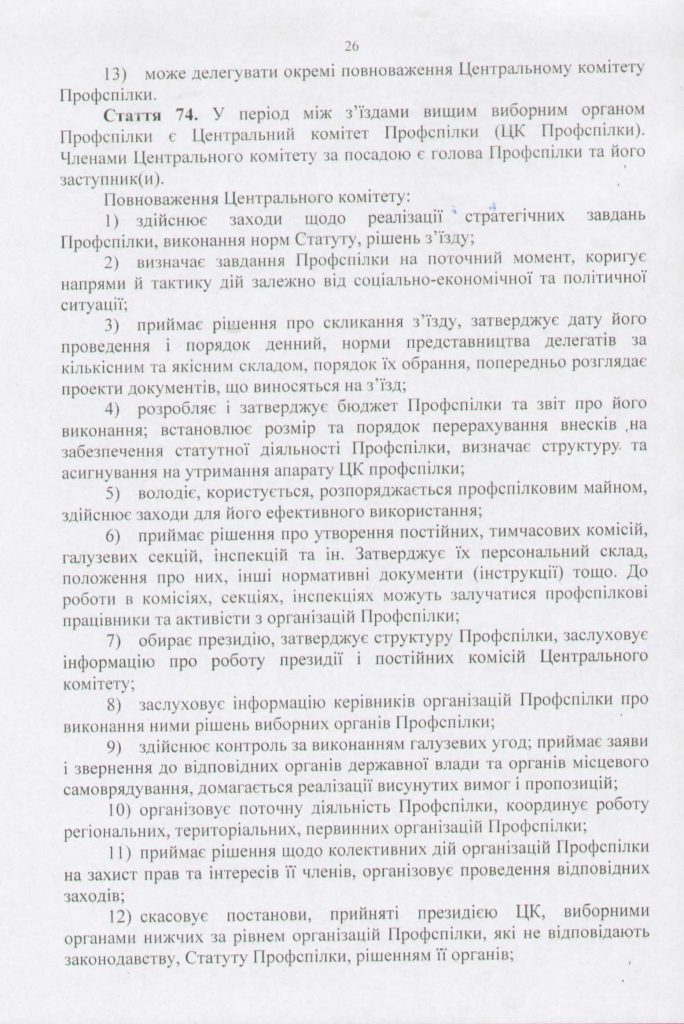 26
13) може делегувати окремі повноваження Центральному комітету
Профспілки.
Стаття 74. У період між з’їздами вищим виборним органом
Профспілки є Центральний комітет Профспілки (ЦК Профспілки).
Членами Центрального комітету за посадою є голова Профспілки та його
заступник(и).
Повноваження Центрального комітету:
1) здійснює заходи щодо реалізації стратегічних завдань
Профспілки, виконання норм Статуту, рішень з’їзду;
2) визначає завдання Профспілки на поточний момент, коригує
напрями й тактику дій залежно від соціально-економічної та політичної
ситуації;
3) приймає рішення про скликання з’їзду, затверджує дату його
проведення і порядок денний, норми представництва делегатів за
кількісним та якісним складом, порядок їх обрання, попередньо розглядає
проекти документів, що виносяться на з’їзд;
4) розробляє і затверджує бюджет Профспілки та звіт про його
виконання; встановлює розмір та порядок перерахування внесків на
забезпечення статутної діяльності Профспілки, визначає структуру та
асигнування на утримання апарату ЦК профспілки;
5) володіє, користується, розпоряджається профспілковим майном,
здійснює заходи для його ефективного використання;
6) приймає рішення про утворення постійних, тимчасових комісій,
галузевих секцій, інспекцій та ін. Затверджує їх персональний склад,
положення про них, інші нормативні документи (інструкції) тощо. До
роботи в комісіях, секціях, інспекціях можуть залучатися профспілкові
працівники та активісти з організацій Профспілки;
7) обирає президію, затверджує структуру Профспілки, заслуховує
інформацію про роботу президії і постійних комісій Центрального
комітету;
8) заслуховує інформацію керівників організацій Профспілки про
виконання ними рішень виборних органів Профспілки;
9) здійснює контроль за виконанням галузевих угод; приймає заяви
і звернення до відповідних органів державної влади та органів місцевого
самоврядування, домагається реалізації висунутих вимог і пропозицій;
10) організовує поточну діяльність Профспілки, координує роботу
регіональних, територіальних, первинних організацій Профспілки;
11) приймає рішення щодо колективних дій організацій Профспілки
на захист прав та інтересів її членів, організовує проведення відповідних
заходів;
12) скасовує постанови, прийняті президією ЦК, виборними
органами нижчих за рівнем організацій Профспілки, які не відповідають
законодавству, Статуту Профспілки, рішенням її органів;